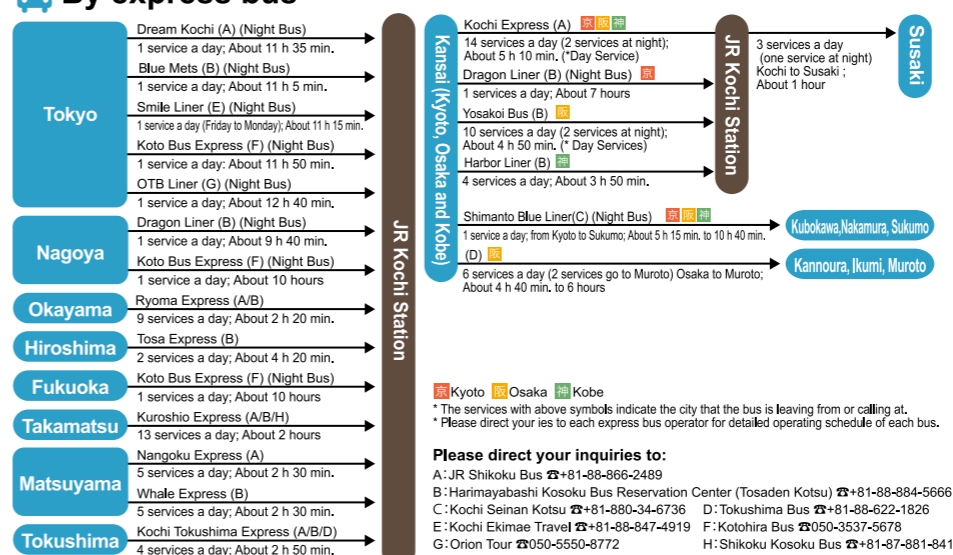 By express bus
Tokyo
Dream Kochi (A) (Night Bus)
1 service a day; About 11 h 35 min.
Blue Mets (B) (Night Bus)
1 service a day; About 11 h 5 min.
Smile Liner (E) (Night Bus)
1 service a day (Friday to Monday); About 11 h 15 min.
Koto Bus Express (F) (Night Bus)
1 service a day: About 11 h 50 min.
OTB Liner (G) (Night Bus)
1 service a day; About 12 h 40 min.
Nagoya
Dragon Liner (B) (Night Bus)
1 service a day; About 9 h 40 min.
Koto Bus Express (F) (Night Bus)
1 service a day; About 10 hours
Okayama
Ryoma Express (A/B)
9 services a day; About 2 h 20 min.
Hiroshima
Tosa Express (B)
2 services a day; About 4 h 20 min.
Fukuoka
Koto Bus Express (F) (Night Bus)
1 services a day; About 10 hours
Takamatsu
Kuroshio Express (A/B/H)
13 services a day; About 2 hours
Matsuyama
Nangoku Express (A)
5 services a day; About 2 h 30 min.
Whale Express (B)
5 services a day; About 2 h 30 min.
Tokushima
Kochi Tokushima Express (A/B/D)
4 services a day; About 2 h 50 min.
JR Kochi Station
Kansai (Kyoto, Osaka and Kobe)
Kochi Express (A) 京 阪 神
14 services a day (2 services at night);
About 5 h 10 min. (*Day Service)
Dragon Liner (B) (Night Bus) 京
1 services a day; About 7 hours
Yosakoi Bus (B) 阪
10 services a day (2 services at night);
About 4 h 50 min. (* Day Services)
Harbor Liner (B) 神
4 services a day; About 3 h 50 min.
JR Kochi Station
3 services a day
(one service at night)
Kochi to Susaki ;
About 1 hour
Susaki
Shimanto Blue Liner(C) (Night Bus) 京 阪 神
1 service a day; from Kyoto to Sukumo; About 5 h 15 min. to 10 h 40 min.
Kubokawa,Nakamura, Sukumo
(D) 阪
6 services a day (2 services go to Muroto) Osaka to Muroto;
About 4 h 40 min. to 6 hours
Kannoura, Ikumi, Muroto
京Kyoto 阪Osaka 神Kobe
* The services with above symbols indicate the city that the bus is leaving from or calling at.
* Please direct your ies to each express bus operator for detailed operating schedule of each bus.
Please direct your inquiries to:
A:JR Shikoku Bus ☎+81-88-866-2489
B:Harimayabashi Kosoku Bus Reservation Center (Tosaden Kotsu) ☎+81-88-884-5666
C:Kochi Seinan Kotsu ☎+81-880-34-6736 D:Tokushima Bus ☎+81-88-622-1826
E:Kochi Ekimae Travel ☎+81-88-847-4919 F:Kotohira Bus ☎050-3537-5678
G:Orion Tour ☎050-5550-8772 H:Shikoku Kosoku Bus ☎+81-87-881-841